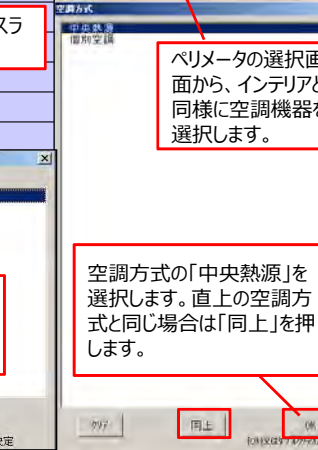 スラ
空調方式
中央熱源
個別空調
ペリメータの選択画
面から、インテリアと
同様に空調機器を
選択します。
空調方式の「中央熱源」を
選択します。直上の空調方
式と同じ場合は「同上」を押
します。
クリア
同上
OK
定